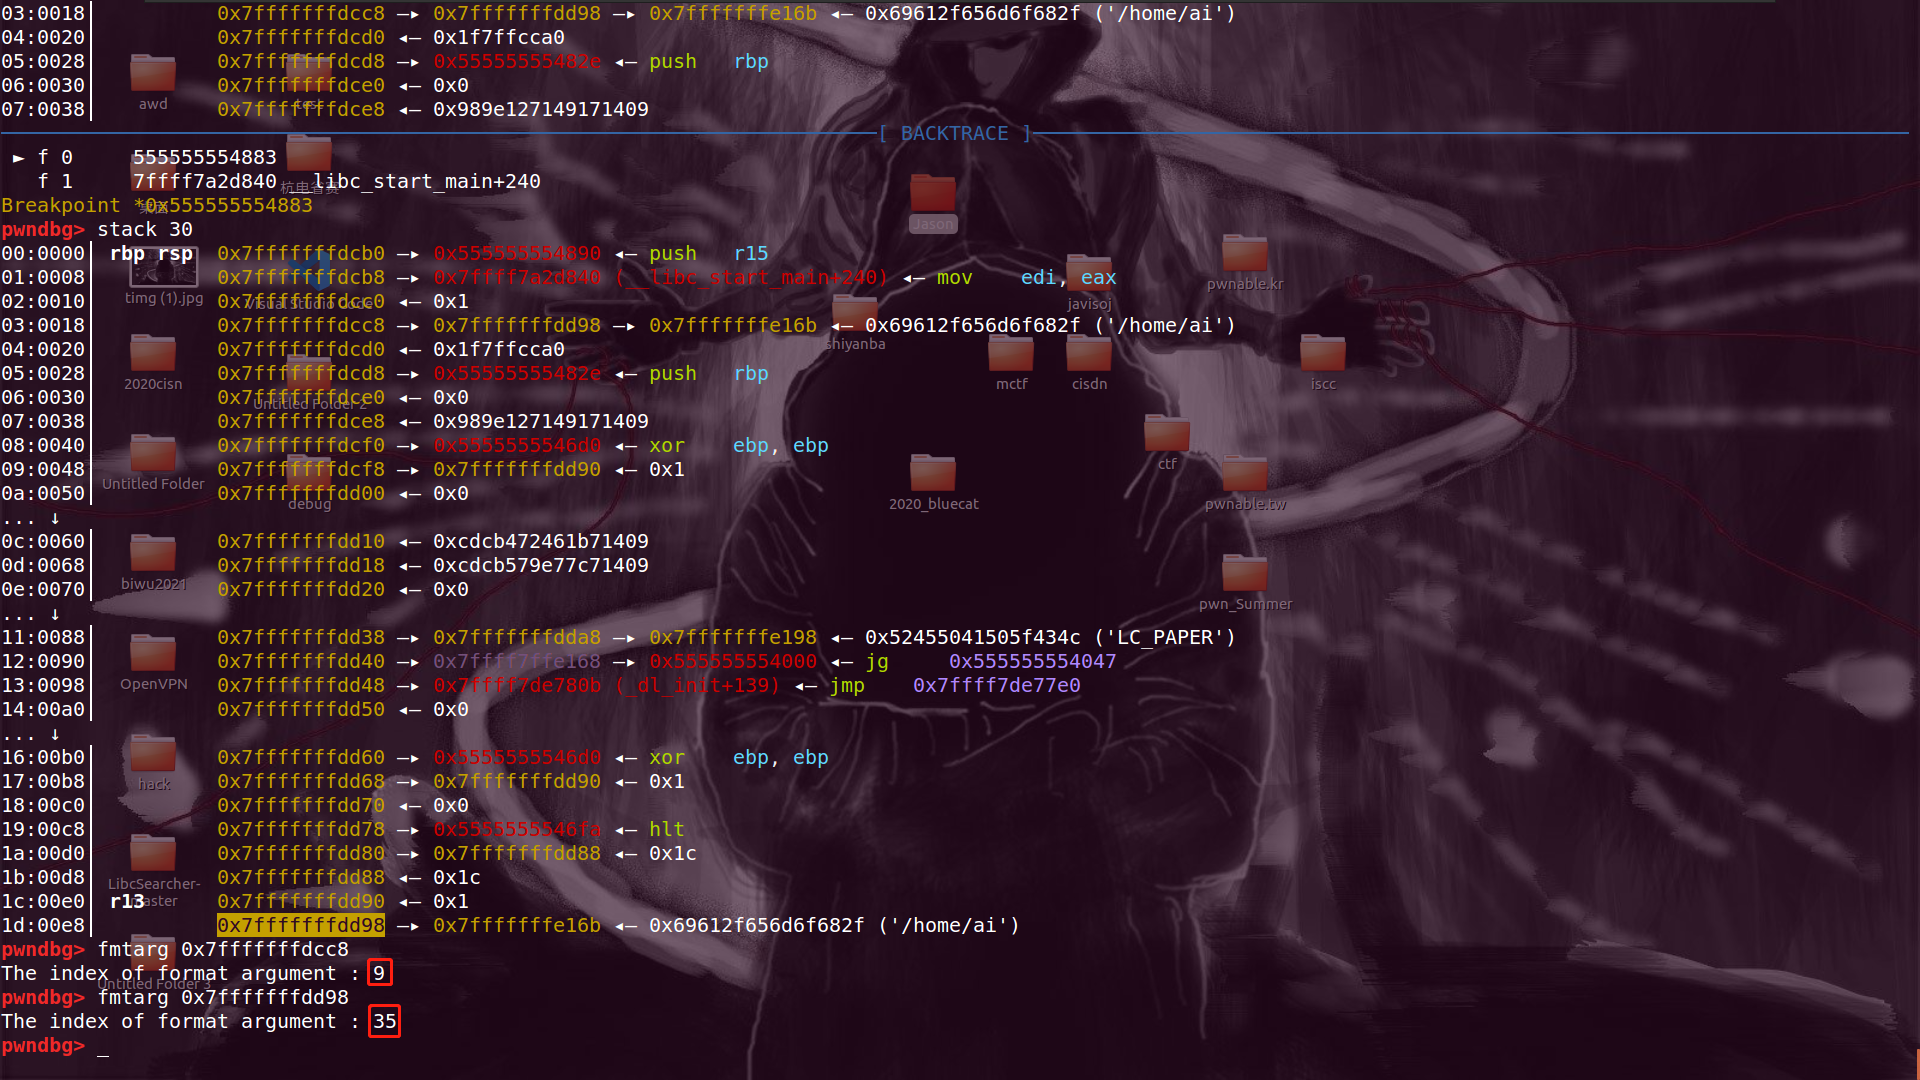 03:0018│ 0x7fffffffdcc8 —▸ 0x7fffffffdd98 —▸ 0x7fffffffe16b ◂— 0x69612f656d6f682f ('/home/ai')
04:0020│ 0x7fffffffdcd0 ◂— 0x1f7ffcca0
05:0028│ 0x7fffffffdcd8 —▸ 0x55555555482e ◂— push rbp
06:0030│ 0x7fffffffdce0 ◂— 0x0
07:0038│ 0x7fffffffdce8 ◂— 0x989e127149171409
[ BACKTRACE ]
► f 0 555555554883
f 1 7ffff7a2d840 __libc_start_main+240
Breakpoint *0x555555554883
pwndbg> stack 30
00:0000│ rbp rsp 0x7fffffffdcb0 —▸ 0x555555554890 ◂— push r15
01:0008│ 0x7fffffffdcb8 —▸ 0x7ffff7a2d840 (__libc_start_main+240) ◂— mov edi, eax
02:0010│ 0x7fffffffdcc0 ◂— 0x1
03:0018│ 0x7fffffffdcc8 —▸ 0x7fffffffdd98 —▸ 0x7fffffffe16b ◂— 0x69612f656d6f682f ('/home/ai')
04:0020│ 0x7fffffffdcd0 ◂— 0x1f7ffcca0
05:0028│ 0x7fffffffdcd8 —▸ 0x55555555482e ◂— push rbp
06:0030│ 0x7fffffffdce0 ◂— 0x0
07:0038│ 0x7fffffffdce8 ◂— 0x989e127149171409
08:0040│ 0x7fffffffdcf0 —▸ 0x5555555546d0 ◂— xor ebp, ebp
09:0048│ 0x7fffffffdcf8 —▸ 0x7fffffffdd90 ◂— 0x1
0a:0050│ 0x7fffffffdd00 ◂— 0x0
... ↓
0c:0060│ 0x7fffffffdd10 ◂— 0xcdcb472461b71409
0d:0068│ 0x7fffffffdd18 ◂— 0xcdcb579e77c71409
0e:0070│ 0x7fffffffdd20 ◂— 0x0
... ↓
11:0088│ 0x7fffffffdd38 —▸ 0x7fffffffdda8 —▸ 0x7fffffffe198 ◂— 0x52455041505f434c ('LC_PAPER')
12:0090│ 0x7fffffffdd40 —▸ 0x7ffff7ffe168 —▸ 0x555555554000 ◂— jg 0x555555554047
13:0098│ 0x7fffffffdd48 —▸ 0x7ffff7de780b (_dl_init+139) ◂— jmp 0x7ffff7de77e0
14:00a0│ 0x7fffffffdd50 ◂— 0x0
... ↓
16:00b0│ 0x7fffffffdd60 —▸ 0x5555555546d0 ◂— xor ebp, ebp
17:00b8│ 0x7fffffffdd68 —▸ 0x7fffffffdd90 ◂— 0x1
18:00c0│ 0x7fffffffdd70 ◂— 0x0
19:00c8│ 0x7fffffffdd78 —▸ 0x5555555546fa ◂— hlt
1a:00d0│ 0x7fffffffdd80 —▸ 0x7fffffffdd88 ◂— 0x1c
1b:00d8│ 0x7fffffffdd88 ◂— 0x1c
1c:00e0│ r13 0x7fffffffdd90 ◂— 0x1
1d:00e8│ 0x7fffffffdd98 —▸ 0x7fffffffe16b ◂— 0x69612f656d6f682f ('/home/ai')
pwndbg> fmtarg 0x7fffffffdcc8
The index of format argument : 9
pwndbg> fmtarg 0x7fffffffdd98
The index of format argument : 35
pwndbg> _
awd
test
杭电省赛
Jason
timg (1).jpg
Visual Studio Code
shiyanba
javisoj
pwnable.kr
2020cisn
Untitled Folder 2
mctf
cisdn
iscc
Untitled Folder
debug
2020_bluecat
ctf
pwnable.tw
biwu2021
pwn_Summer
OpenVPN
hack
LibcSearcher-
master
Untitled Folder 3